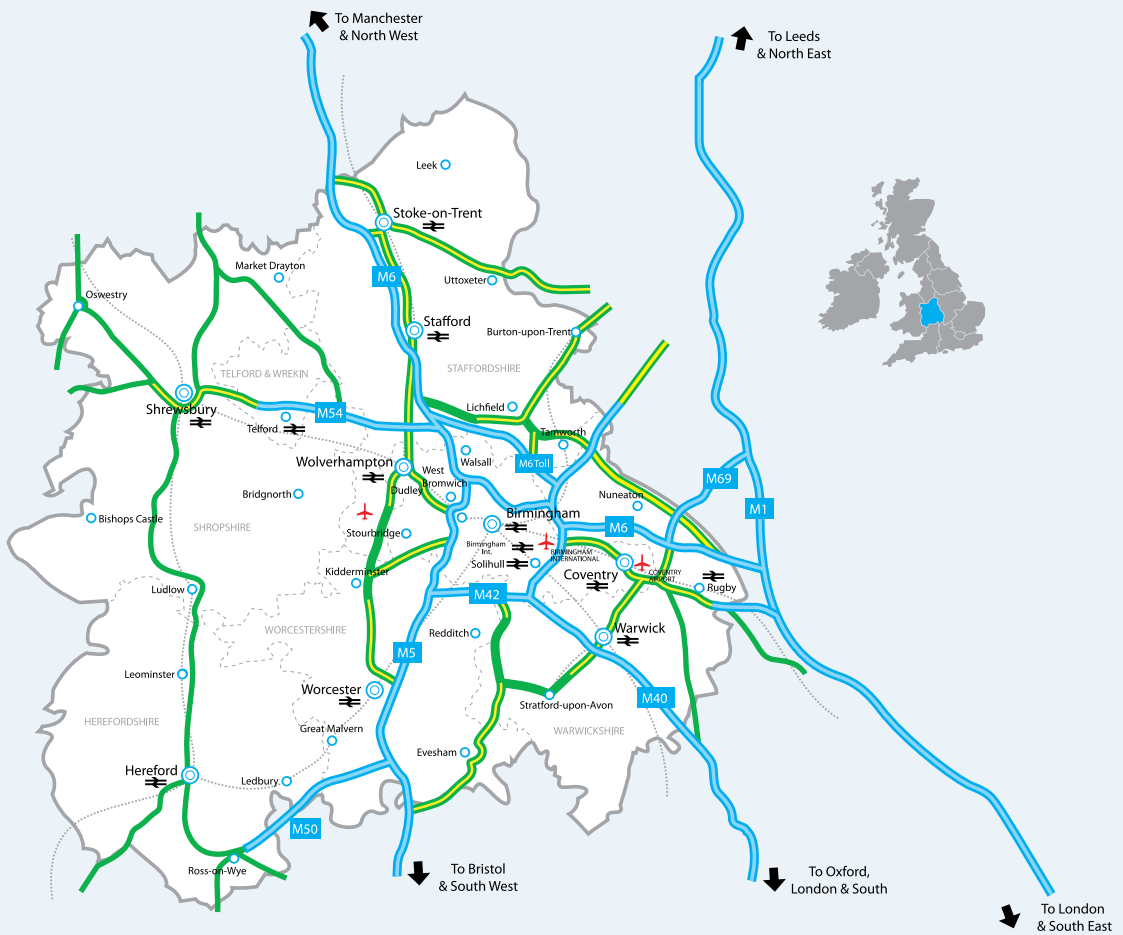 To Manchester
& North West
To Leeds
& North East
Leek
Stoke-on-Trent
Market Drayton
M6
Uttoxeter
Oswestry
Stafford
Burton-upon-Trent
STAFFORDSHIRE
TELFORD & WREKIN
Shrewsbury
M54
Lichfield
Telford
Tamworth
Wolverhampton
Walsall
M6 Toll
West
Bromwich
M69
Dudley
Bridgnorth
Nuneaton
M1
Bishops Castle
SHROPSHIRE
Birmingham
M6
Stourbridge
Birmingham
Int.
BIRMINGHAM
INTERNATIONAL
Solihull
Coventry
COVENTRY
AIRPORT
Kidderminster
Rugby
Ludlow
M42
WORCESTERSHIRE
Redditch
Warwick
M5
Leominster
Worcester
M40
Stratford-upon-Avon
HEREFORDSHIRE
Great Malvern
WARWICKSHIRE
Evesham
Hereford
Ledbury
M50
Ross-on-Wye
To Bristol
& South West
To Oxford,
London & South
To London
& South East